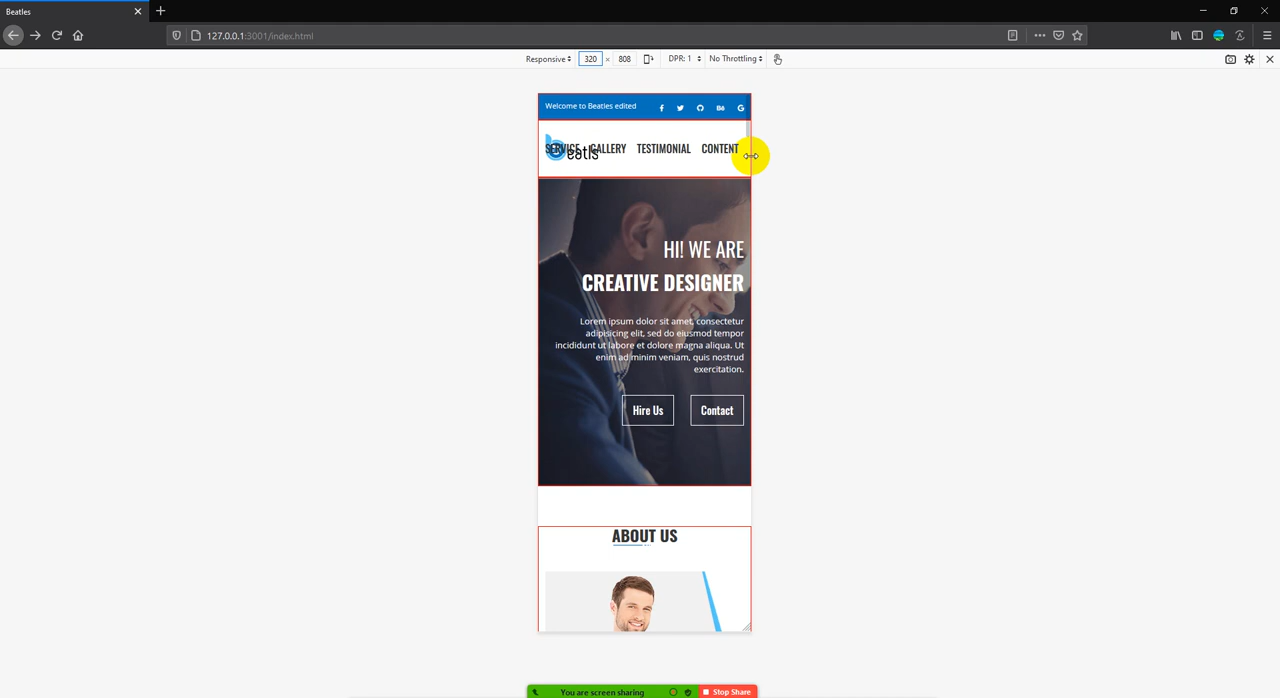 Beatles
127.0.0.1:3001/index.html
Responsive 320 × 808 DPR: 1 No Throttling
Welcome to Beatles edited
SERVICE GALLERY TESTIMONIAL CONTENT
eatls
HI! WE ARE
CREATIVE DESIGNER
Lorem ipsum dolor sit amet, consectetur
adipisicing elit, sed do eiusmod tempor
incididunt ut labore et dolore magna aliqua. Ut
enim ad minim veniam, quis nostrud
exercitation.
Hire Us Contact
ABOUT US
You are screen sharing Stop Share